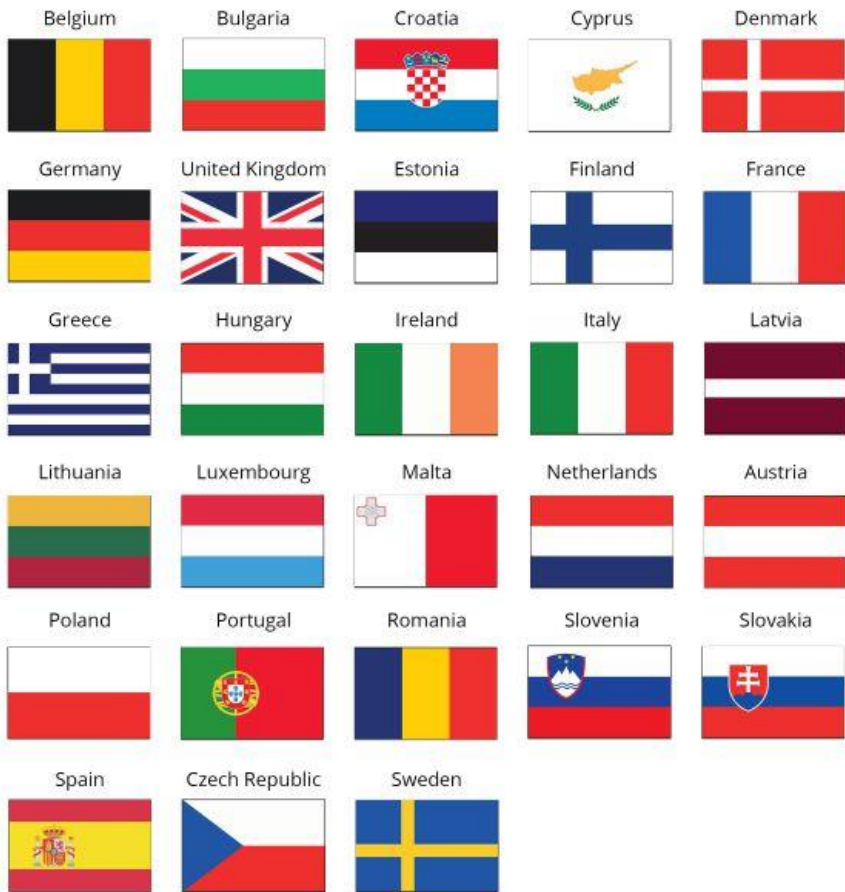 Belgium Bulgaria Croatia Cyprus Denmark
Germany United Kingdom Estonia Finland France
Greece Hungary Ireland Italy Latvia
Lithuania Luxembourg Malta Netherlands Austria
Poland Portugal Romania Slovenia Slovakia
Spain Czech Republic Sweden